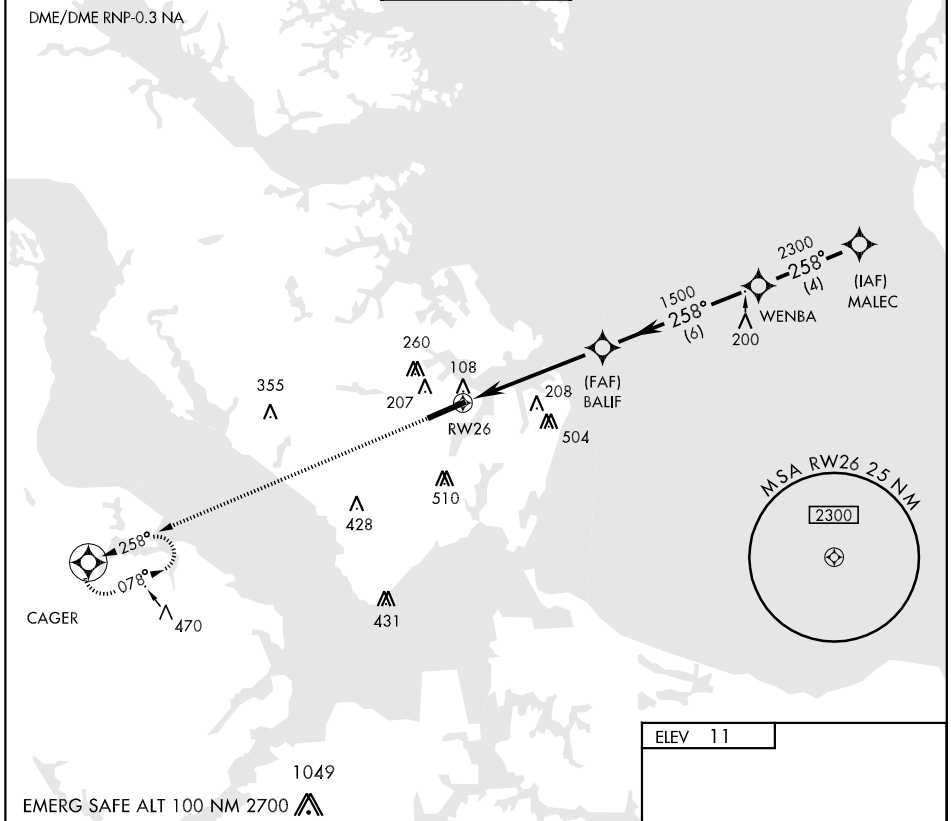 DME/DME RNP-0.3 NA
2300
258°
(4)
(IAF)
MALEC
1500
258°
(6)
WENBA
200
260
108
(FAF)
BALIF
355
207
208
RW26
504
510
428
MSA RW26 25 NM
2300
258°
078°
CAGER
470
431
ELEV 11
1049
EMERG SAFE ALT 100 NM 2700